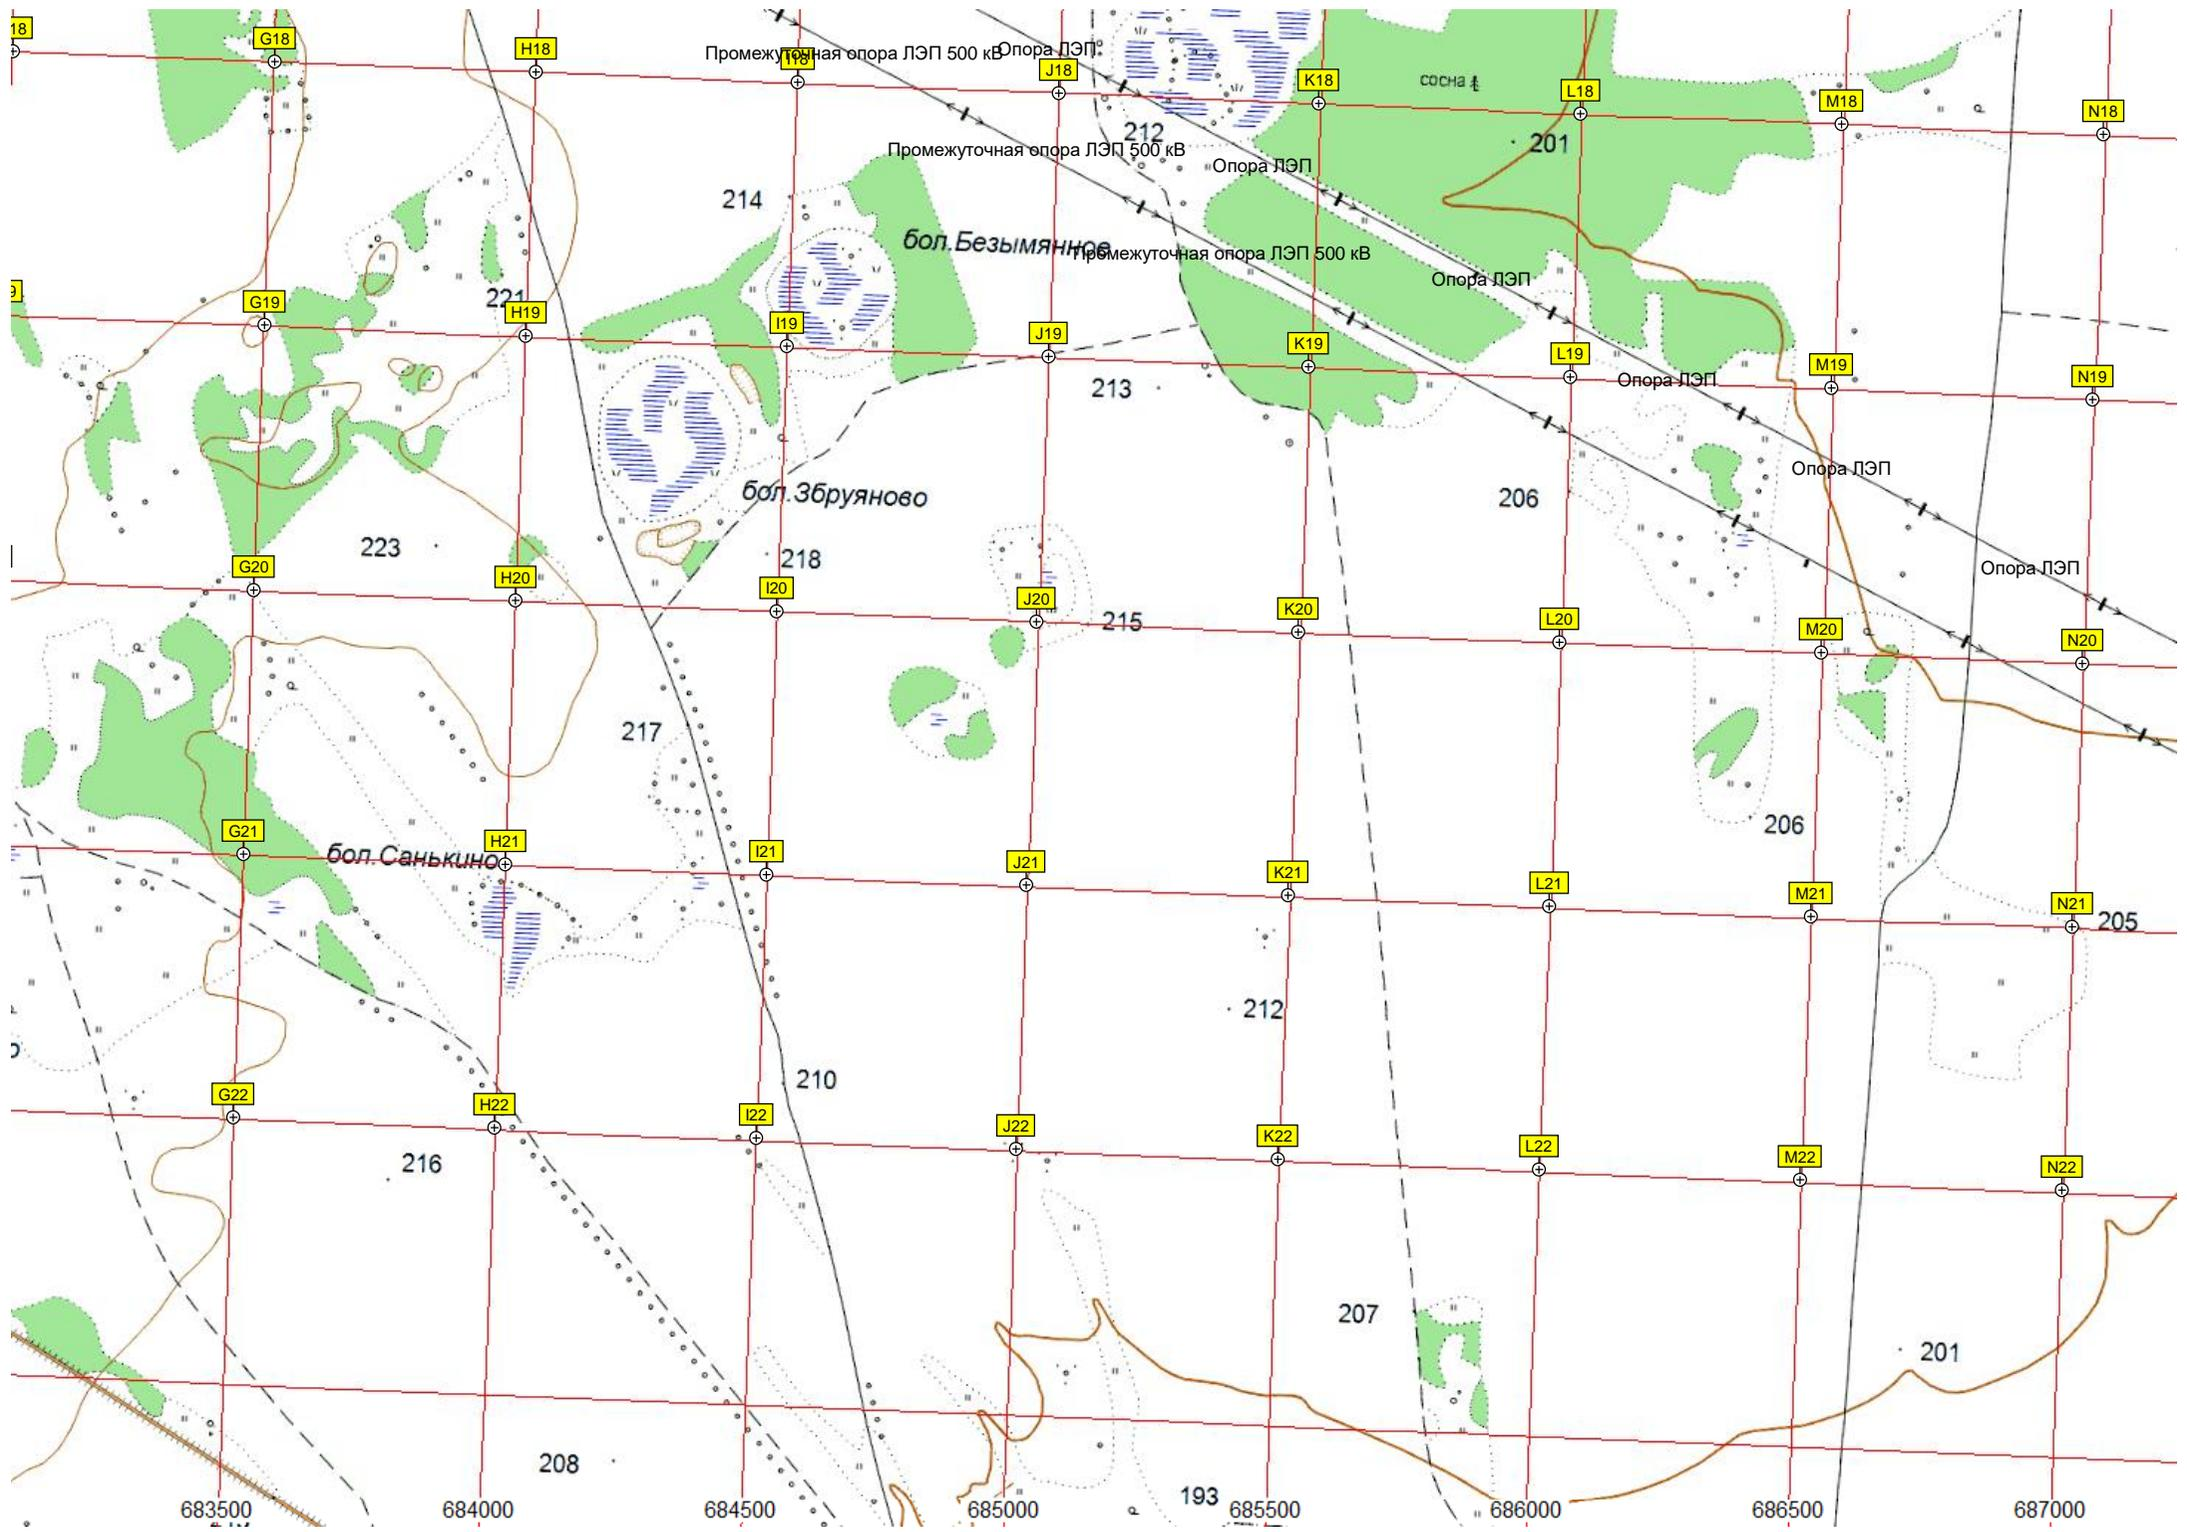 18
G18
H18
Промежуточная опора ЛЭП 500 кВ
I18
Опора ЛЭП
J18
K18
сосна
L18
M18
N18
212
201
Промежуточная опора ЛЭП 500 кВ
Опора ЛЭП
214
бол.Безымянное
Промежуточная опора ЛЭП 500 кВ
Опора ЛЭП
9
G19
221
H19
I19
J19
K19
L19
M19
N19
213
Опора ЛЭП
Опора ЛЭП
бол.Збруяново
206
223
218
Опора ЛЭП
G20
H20
I20
J20
215
K20
L20
M20
N20
217
206
G21
бол.Санькино
H21
I21
J21
K21
L21
M21
N21
205
212
210
G22
H22
I22
J22
K22
L22
M22
N22
216
207
201
208
193
683500
684000
684500
685000
685500
686000
686500
687000